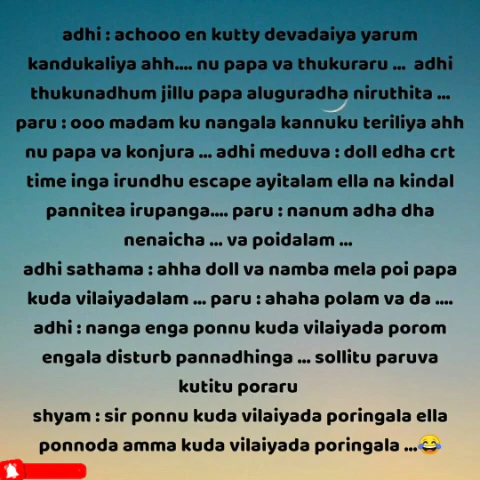 adhi : achooo en kutty devadaiya yarum
kandukaliya ahh.... nu papa va thukuraru ... adhi
thukunadhum jillu papa aluguradha niruthita ...
paru : ooo madam ku nangala kannuku teriliya ahh
nu papa va konjura ... adhi meduva : doll edha crt
time inga irundhu escape ayitalam ella na kindal
pannitea irupanga.... paru : nanum adha dha
nenaicha ... va poidalam ...
adhi sathama : ahha doll va namba mela poi papa
kuda vilaiyadalam ... paru : ahaha polam va da ....
adhi : nanga enga ponnu kuda vilaiyada porom
engala disturb pannadhinga ... sollitu paruva
kutitu poraru
shyam : sir ponnu kuda vilaiyada poringala ella
ponnoda amma kuda vilaiyada poringala ...😂